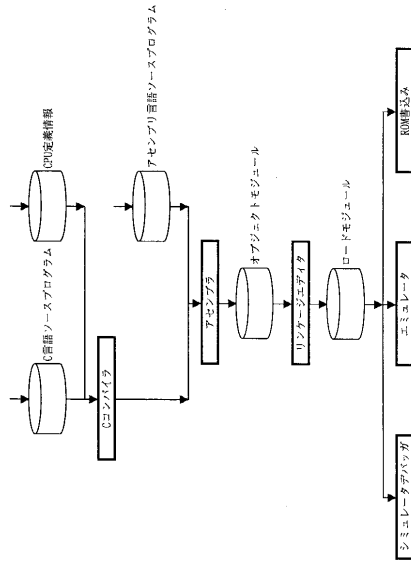 C言語ソースプログラム
CPU定義情報
Cコンパイラ
アセンブリ言語ソースプログラム
アセンブラ
オブジェクトモジュール
リンケージエディタ
ロードモジュール
シミュレータデバッガ
エミュレータ
ROM書込み